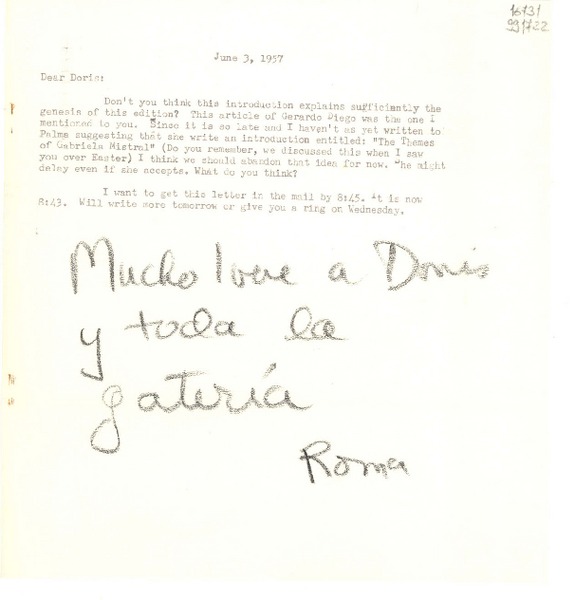 16731
991722
June 3, 1957
Dear Doris:
Don't you think this introduction explains sufficiently the
genesis of this edition? This article of Gerardo Diego was the one I
mentioned to you. Since it is so late and I haven't as yet written to
Palma suggesting that she write an introduction entitled: "The Themes
of Gabriela Mistral" (Do you remember, we discussed this when I saw
you over Easter) I think we should abandon that idea for now. She might
delay even if she accepts. What do you think?
I want to get this letter in the mail by 8:45. It is now
8:43. Will write more tomorrow or give you a ring on Wednesday.
Mucho love a Doris
y toda la
gatería
Roma